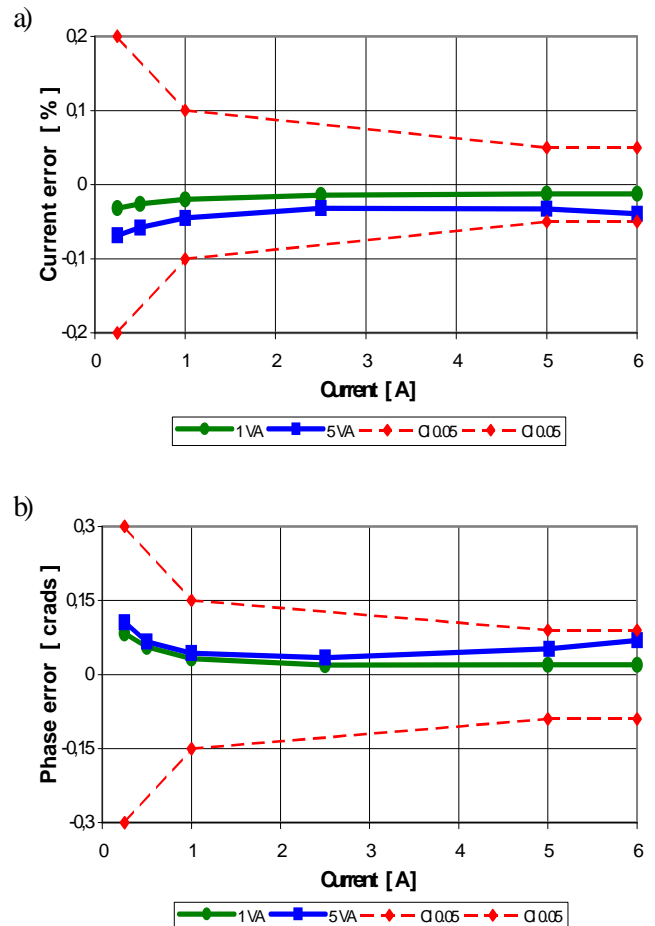 a)
Current error [ % ]
0,2
0,1
0
-0,1
-0,2
0 1 2 3 4 5 6
Current [ A ]
1 VA 5 VA Cl 0.05 Cl 0.05
b)
Phase error [ crads ]
0,3
0,15
0
-0,15
-0,3
0 1 2 3 4 5 6
Current [ A ]
1 VA 5 VA Cl 0.05 Cl 0.05